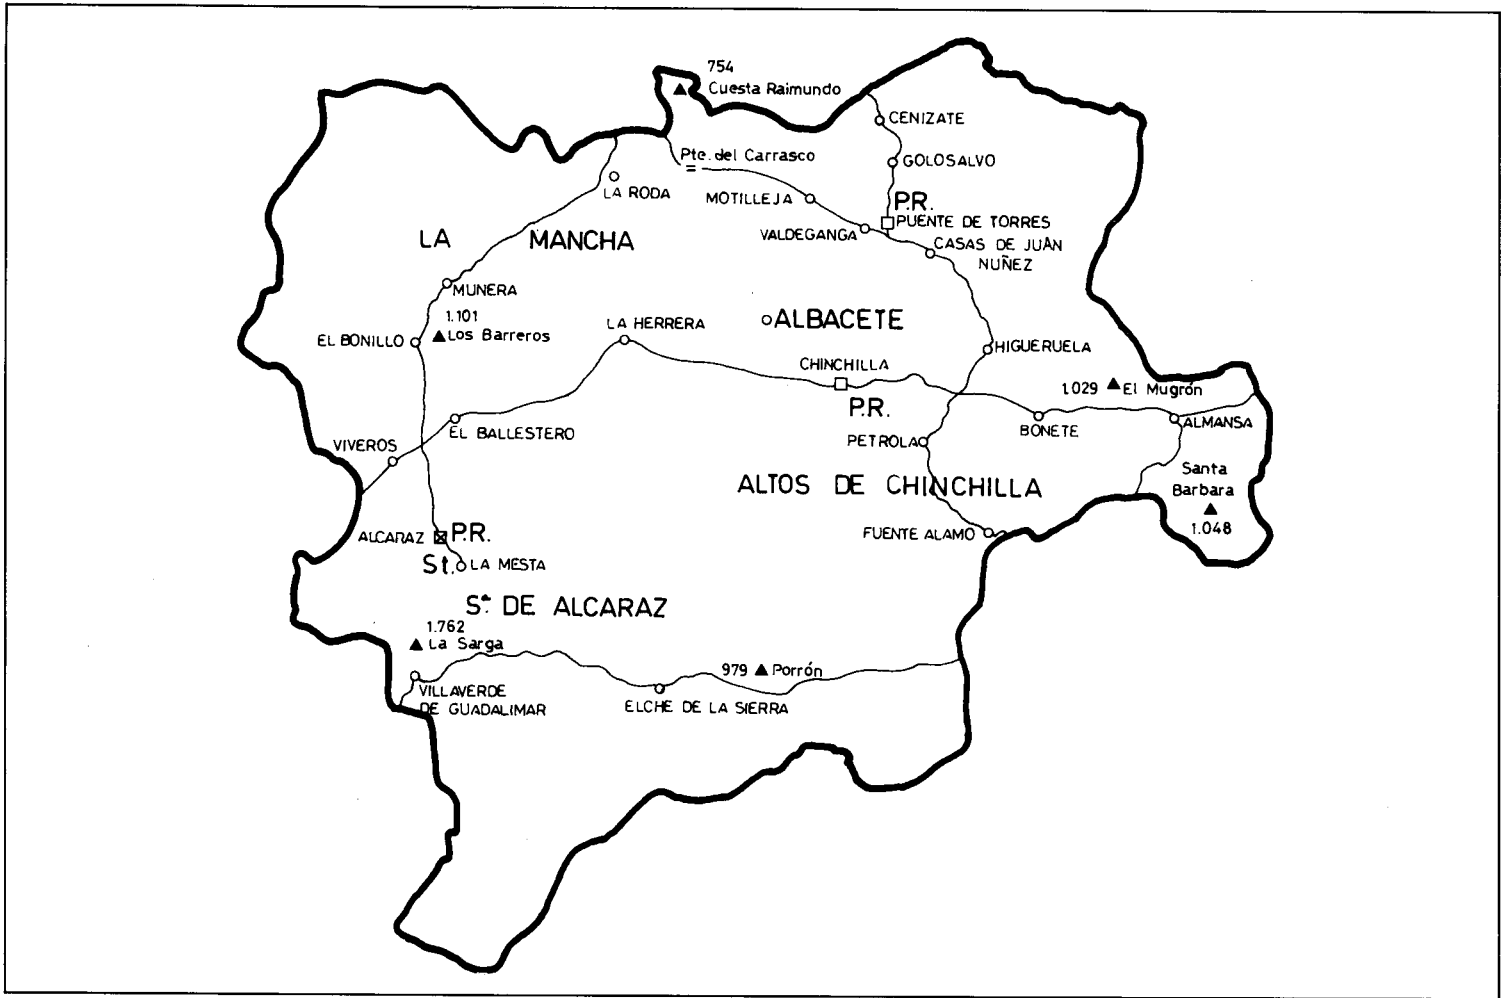 754
Cuesta Raimundo
CENIZATE
Pte. del Carrasco
GOLOSALVO
LA RODA
MOTILLEJA
P.R.
PUENTE DE TORRES
VALDEGANGA
CASAS DE JUÂN
NUÑEZ
LA MANCHA
MUNERA
1.101
Los Barreros
EL BONILLO
LA HERRERA
ALBACETE
HIGUERUELA
CHINCHILLA
P.R.
1.029 El Mugrón
BONETE
ALMANSA
EL BALLESTERO
VIVEROS
PETROLA
Santa
Barbara
1.048
ALTOS DE CHINCHILLA
ALCARAZ P.R.
St. LA MESTA
FUENTE ALAMO
Sª. DE ALCARAZ
1.762
La Sarga
979 Porrón
VILLAVERDE
DE GUADALIMAR
ELCHE DE LA SIERRA